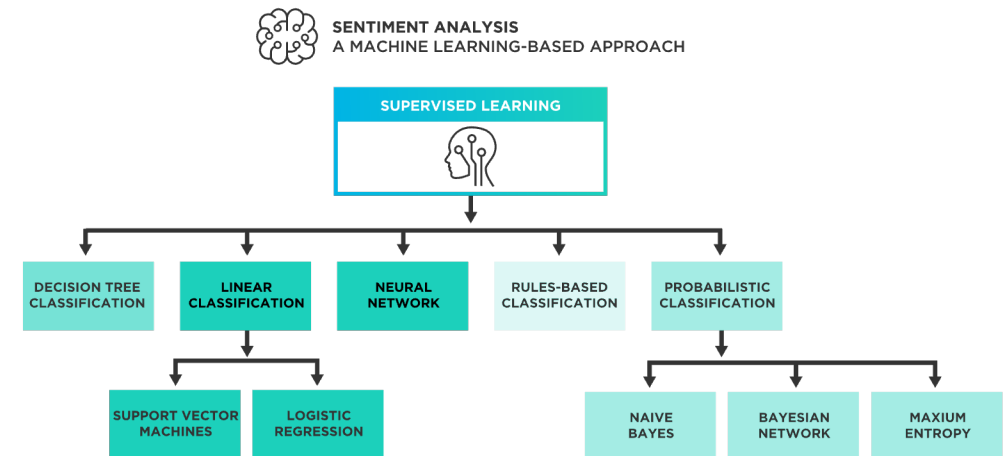 SENTIMENT ANALYSIS
A MACHINE LEARNING-BASED APPROACH
SUPERVISED LEARNING
DECISION TREE
CLASSIFICATION
LINEAR
CLASSIFICATION
NEURAL
NETWORK
RULES-BASED
CLASSIFICATION
PROBABILISTIC
CLASSIFICATION
SUPPORT VECTOR
MACHINES
LOGISTIC
REGRESSION
NAIVE
BAYES
BAYESIAN
NETWORK
MAXIUM
ENTROPY